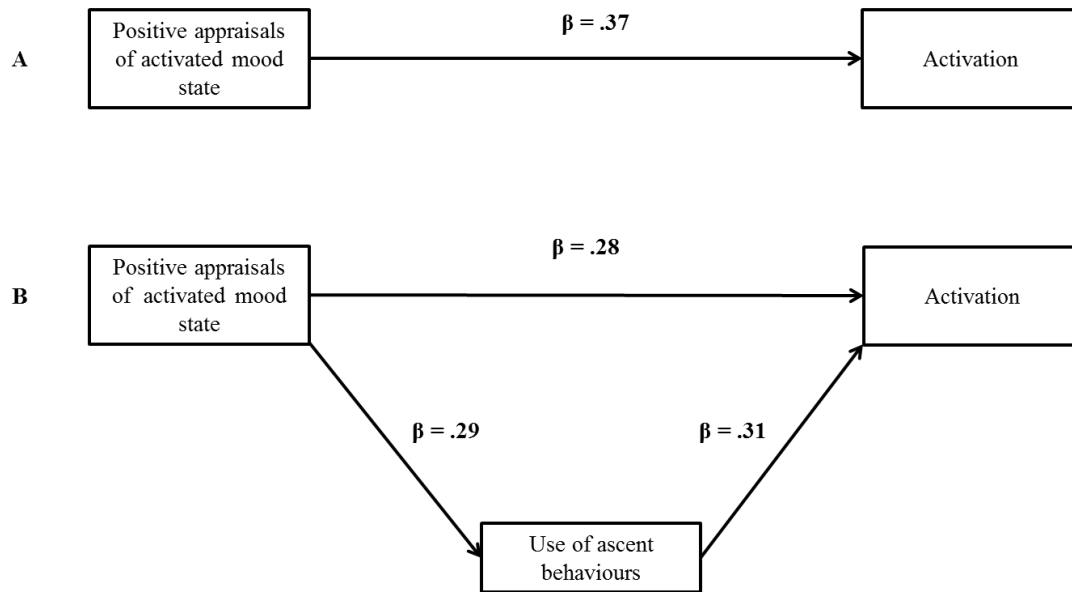 β = .37
A
Positive appraisals
of activated mood
state
Activation
β = .28
B
Positive appraisals
of activated mood
state
Activation
β = .29
β = .31
Use of ascent
behaviours